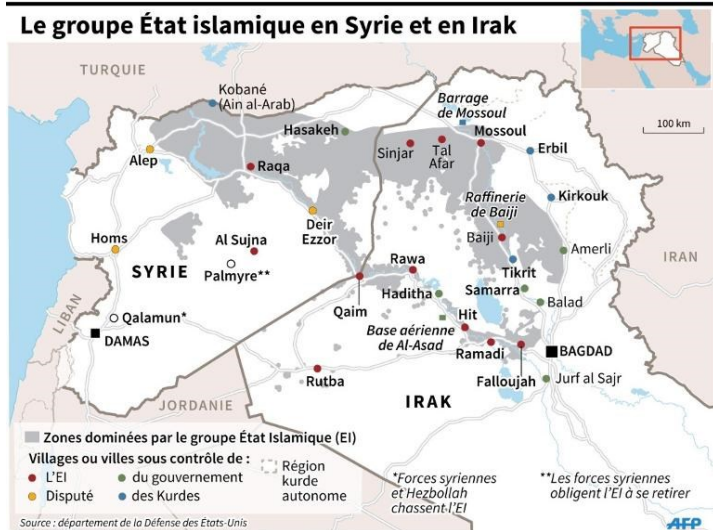 Le groupe État islamique en Syrie et en Irak
TURQUIE
Kobané
(Ain al-Arab)
Barrage
de Mossoul
100 km
Hasakeh
Mossoul
Alep
Sinjar
Tal
Afar
Erbil
Raqa
Kirkouk
Raffinerie
de Baiji
Deir
Ezzor
Homs
Al Sujna
Baiji
Amerli
IRAN
SYRIE
Palmyre**
Rawa
Tikrit
Samarra
LIBAN
Haditha
Balad
Qalamun*
Qaim
Hit
DAMAS
Base aérienne
de Al-Asad
Ramadi
BAGDAD
Rutba
Falloujah
Jurf al Sajr
JORDANIE
IRAK
Zones dominées par le groupe État Islamique (EI)
Villages ou villes sous contrôle de :
L'EI
du gouvernement
Disputé
des Kurdes
Région
kurde
autonome
*Forces syriennes
et Hezbollah
chassent l'EI
**Les forces syriennes
obligent l'EI à se retirer
Source : département de la Défense des Etats-Unis
AFP